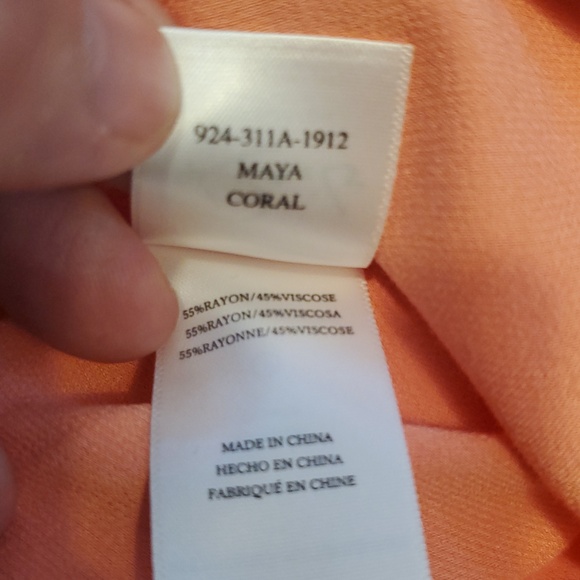 924-311A-1912
MAYA
CORAL
55%RAYON/45%VISCOSE
55%RAYON/45%VISCOSA
55%RAYONNE/45%VISCOSE
MADE IN CHINA
HECHO EN CHINA
FABRIQUÉ EN CHINE